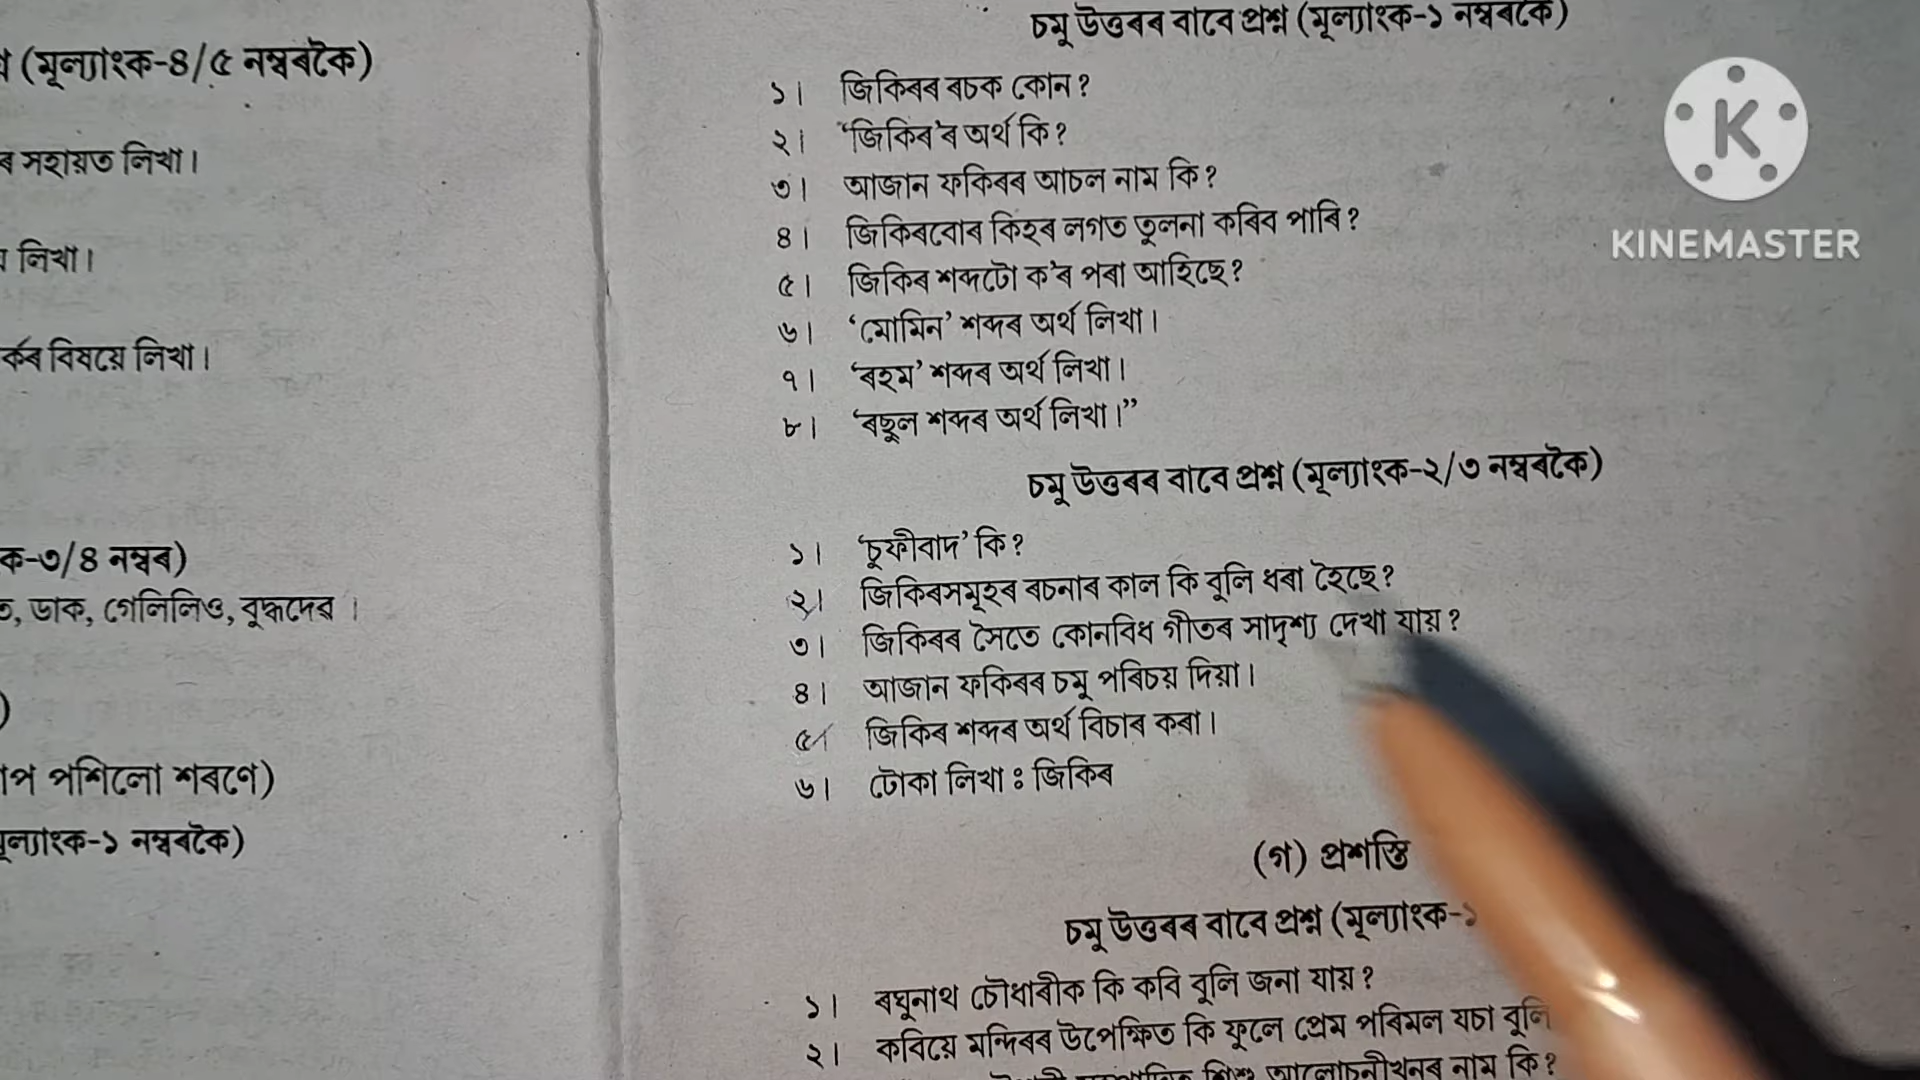 (মূল্যাংক-৪/৫ নম্বৰকৈ)
ৰ সহায়ত লিখা।
লিখা।
ৰ্কৰ বিষয়ে লিখা।
ক-৩/৪ নম্বৰ)
ডাক, গেলিলিও, বুদ্ধদেৱ।
)
াপ পশিলো শৰণে)
মূল্যাংক-১ নম্বৰকৈ)
চমু উত্তৰৰ বাবে প্ৰশ্ন (মূল্যাংক-১ নম্বৰকৈ)
১। জিকিৰৰ ৰচক কোন?
২। ‘জিকিৰ’ৰ অৰ্থ কি?
৩। আজান ফকিৰৰ আচল নাম কি?
৪। জিকিৰবোৰ কিহৰ লগত তুলনা কৰিব পাৰি?
৫। জিকিৰ শব্দটো ক’ৰ পৰা আহিছে?
৬। ‘মোমিন’ শব্দৰ অৰ্থ লিখা।
৭। ‘ৰহম’ শব্দৰ অৰ্থ লিখা।
৮। ‘ৰছুল শব্দৰ অৰ্থ লিখা।”
চমু উত্তৰৰ বাবে প্ৰশ্ন (মূল্যাংক-২/৩ নম্বৰকৈ)
১। ‘চুফীবাদ’ কি?
২। জিকিৰসমূহৰ ৰচনাৰ কাল কি বুলি ধৰা হৈছে?
৩। জিকিৰৰ সৈতে কোনবিধ গীতৰ সাদৃশ্য দেখা যায়?
৪। আজান ফকিৰৰ চমু পৰিচয় দিয়া।
৫। জিকিৰ শব্দৰ অৰ্থ বিচাৰ কৰা।
৬। টোকা লিখা ঃ জিকিৰ
(গ) প্ৰশস্তি
চমু উত্তৰৰ বাবে প্ৰশ্ন (মূল্যাংক-১
১। ৰঘুনাথ চৌধাৰীক কি কবি বুলি জনা যায়?
২। কবিয়ে মন্দিৰৰ উপেক্ষিত কি ফুলে প্ৰেম পৰিমল যচা বুলি
শিশু আলোচনীখনৰ নাম কি?
KINEMASTER